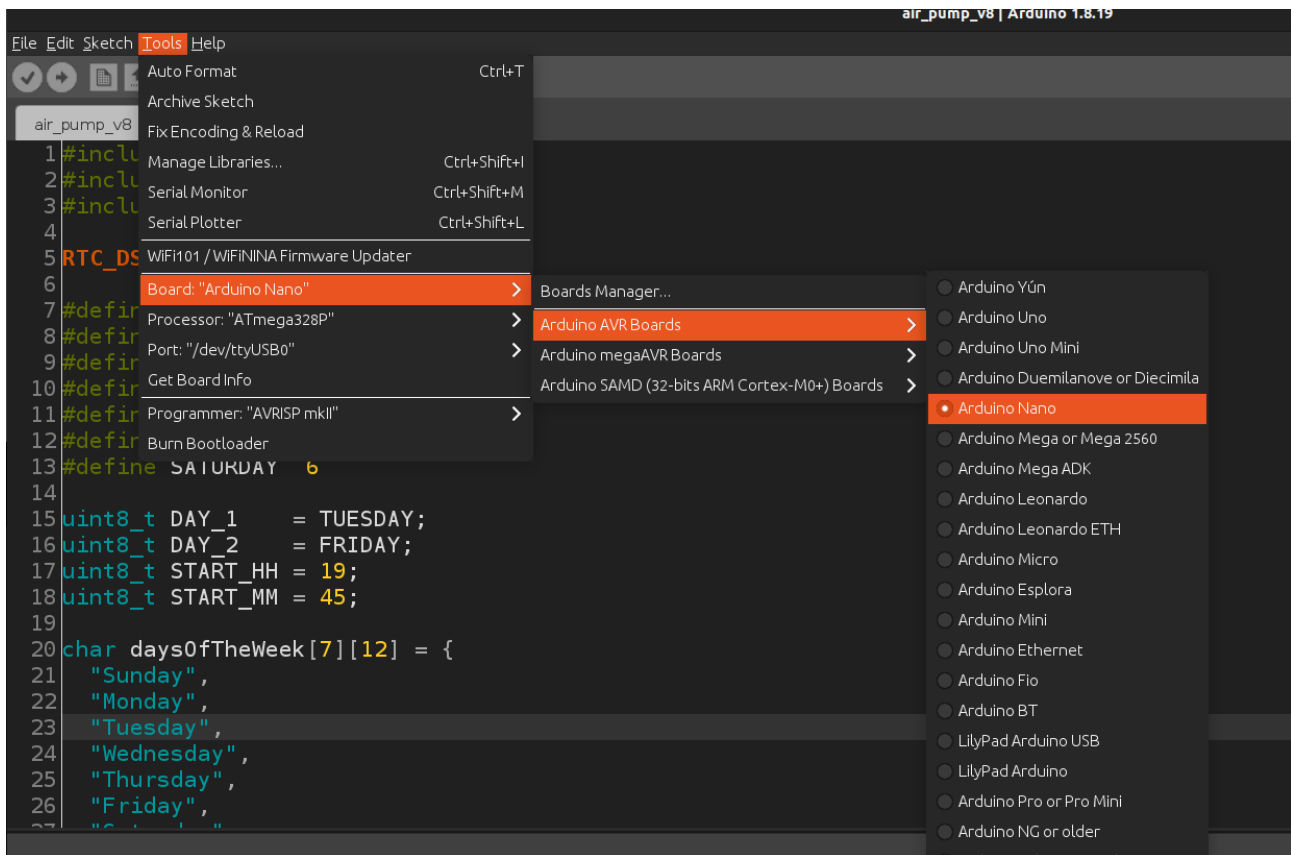 air_pump_v8 | Arduino 1.8.19
File Edit Sketch Tools Help
Auto Format Ctrl+T
Archive Sketch
Fix Encoding & Reload
Manage Libraries... Ctrl+Shift+I
Serial Monitor Ctrl+Shift+M
Serial Plotter Ctrl+Shift+L
WiFi101 / WiFiNINA Firmware Updater
Board: "Arduino Nano"
Processor: "ATmega328P"
Port: "/dev/ttyUSB0"
Get Board Info
Programmer: "AVRISP mkII"
Burn Bootloader
Boards Manager...
Arduino AVR Boards
Arduino megaAVR Boards
Arduino SAMD (32-bits ARM Cortex-M0+) Boards
Arduino Yún
Arduino Uno
Arduino Uno Mini
Arduino Duemilanove or Diecimila
Arduino Nano
Arduino Mega or Mega 2560
Arduino Mega ADK
Arduino Leonardo
Arduino Leonardo ETH
Arduino Micro
Arduino Esplora
Arduino Mini
Arduino Ethernet
Arduino Fio
Arduino BT
LilyPad Arduino USB
LilyPad Arduino
Arduino Pro or Pro Mini
Arduino NG or older
air_pump_v8
1 #inclu
2 #inclu
3 #inclu
4
5 RTC_DS
6
7 #defin
8 #defin
9 #defin
10 #defin
11 #defin
12 #defin
13 #define SATURDAY 6
14
15 uint8_t DAY_1 = TUESDAY;
16 uint8_t DAY_2 = FRIDAY;
17 uint8_t START_HH = 19;
18 uint8_t START_MM = 45;
19
20 char daysOfTheWeek[7][12] = {
21 "Sunday",
22 "Monday",
23 "Tuesday",
24 "Wednesday",
25 "Thursday",
26 "Friday",